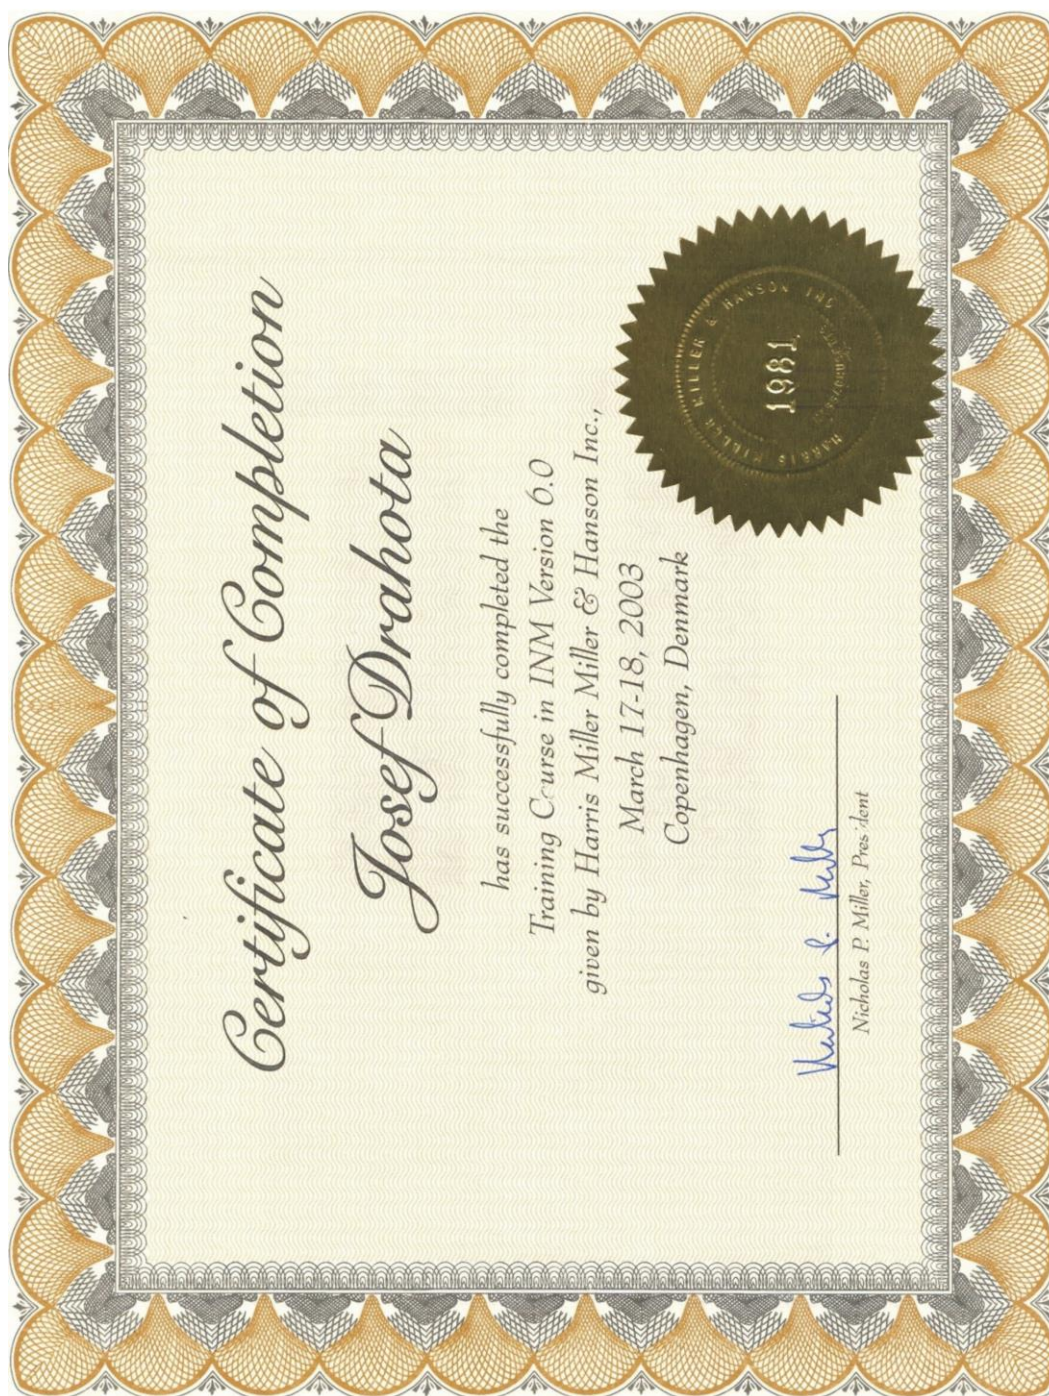 Certificate of Completion
Josef Drahota
has successfully completed the
Training Course in INM Version 6.0
given by Harris Miller Miller & Hanson Inc.,
March 17-18, 2003
Copenhagen, Denmark
HARRIS MILLER MILLER & HANSON INC.
1981
Nicholas P. Miller, President